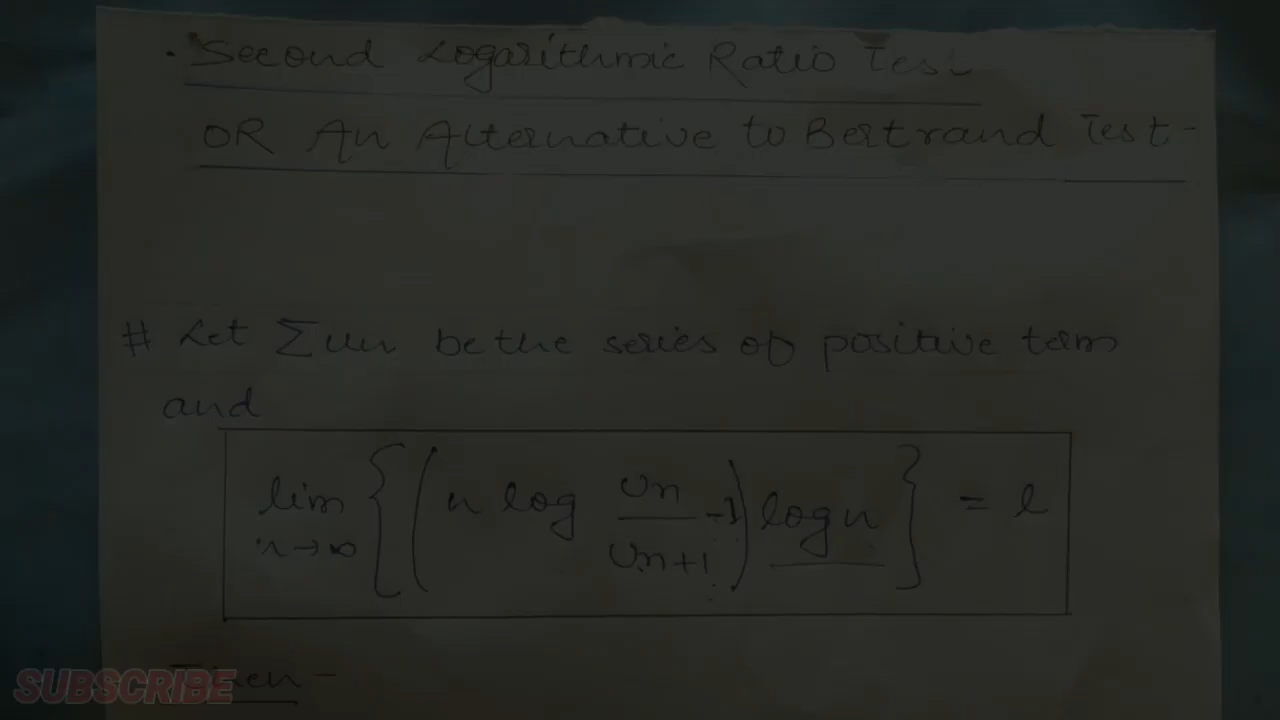 . Second Logarithmic Ratio Test
OR An Alternative to Bertrand Test -
# Let Σun be the series of positive term
and
lim n→∞ { ( n log Un/Un+1 -1 ) log n } = l
Then -
SUBSCRIBE